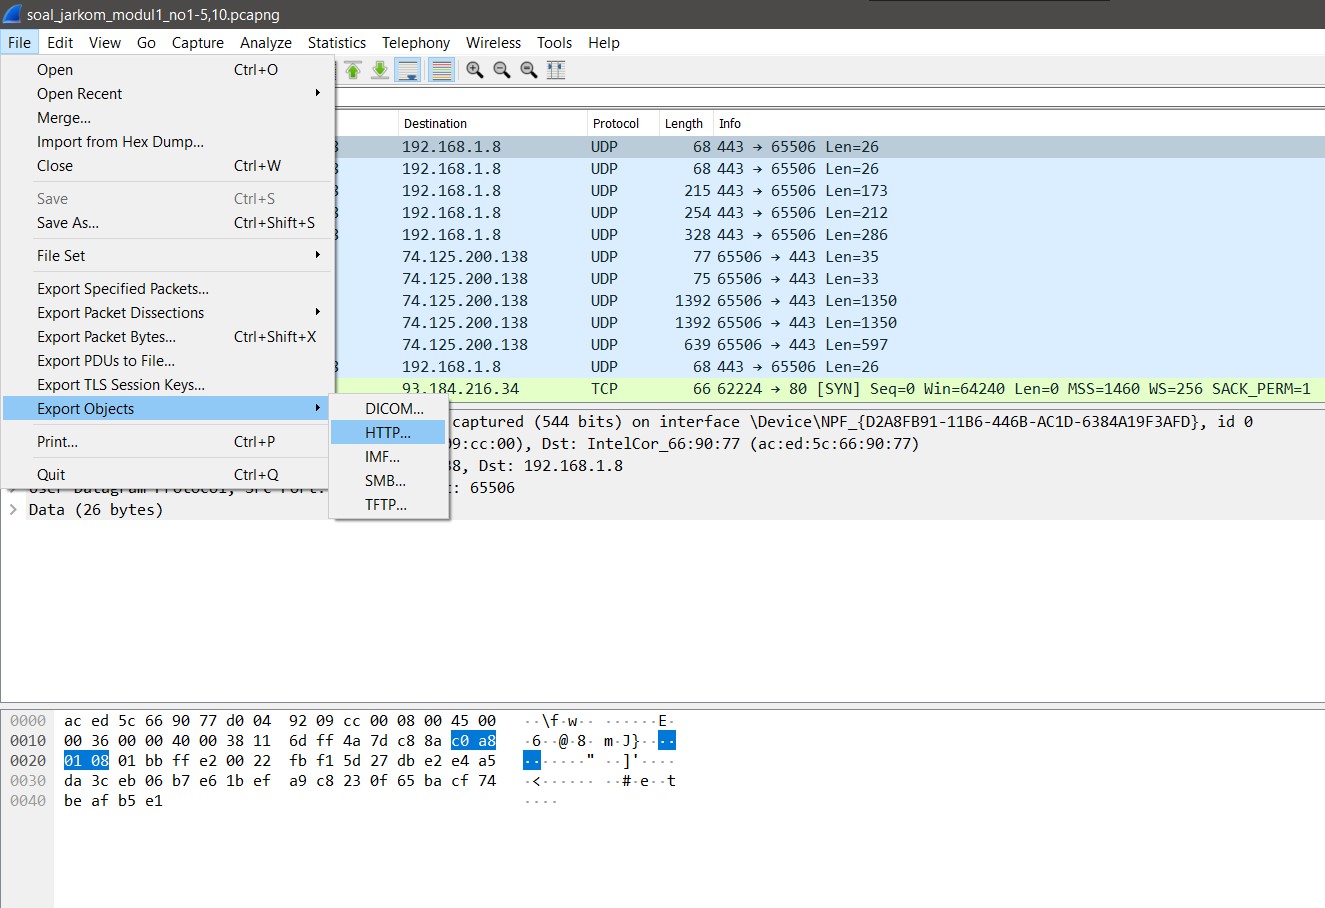 soal_jarkom_modul1_no1-5,10.pcapng
File Edit View Go Capture Analyze Statistics Telephony Wireless Tools Help
Open Ctrl+O
Open Recent
Merge...
Import from Hex Dump...
Close Ctrl+W
Save Ctrl+S
Save As... Ctrl+Shift+S
File Set
Export Specified Packets...
Export Packet Dissections
Export Packet Bytes... Ctrl+Shift+X
Export PDUs to File...
Export TLS Session Keys...
Export Objects
Print... Ctrl+P
Quit Ctrl+Q
DICOM...
HTTP...
IMF...
SMB...
TFTP...
Destination Protocol Length Info
192.168.1.8 UDP 68 443 → 65506 Len=26
192.168.1.8 UDP 68 443 → 65506 Len=26
192.168.1.8 UDP 215 443 → 65506 Len=173
192.168.1.8 UDP 254 443 → 65506 Len=212
192.168.1.8 UDP 328 443 → 65506 Len=286
74.125.200.138 UDP 77 65506 → 443 Len=35
74.125.200.138 UDP 75 65506 → 443 Len=33
74.125.200.138 UDP 1392 65506 → 443 Len=1350
74.125.200.138 UDP 1392 65506 → 443 Len=1350
74.125.200.138 UDP 639 65506 → 443 Len=597
192.168.1.8 UDP 68 443 → 65506 Len=26
93.184.216.34 TCP 66 62224 → 80 [SYN] Seq=0 Win=64240 Len=0 MSS=1460 WS=256 SACK_PERM=1
captured (544 bits) on interface \Device\NPF_{D2A8FB91-11B6-446B-AC1D-6384A19F3AFD}, id 0
09:cc:00), Dst: IntelCor_66:90:77 (ac:ed:5c:66:90:77)
38, Dst: 192.168.1.8
: 65506
Data (26 bytes)
0000 ac ed 5c 66 90 77 d0 04 92 09 cc 00 08 00 45 00 ··\f·w·· ······E·
0010 00 36 00 00 40 00 38 11 6d ff 4a 7d c8 8a c0 a8 ·6··@·8· m·J}····
0020 01 08 01 bb ff e2 00 22 fb f1 5d 27 db e2 e4 a5 ·······" ··]'····
0030 da 3c eb 06 b7 e6 1b ef a9 c8 23 0f 65 ba cf 74 ·<······ ··#·e··t
0040 be af b5 e1 ····